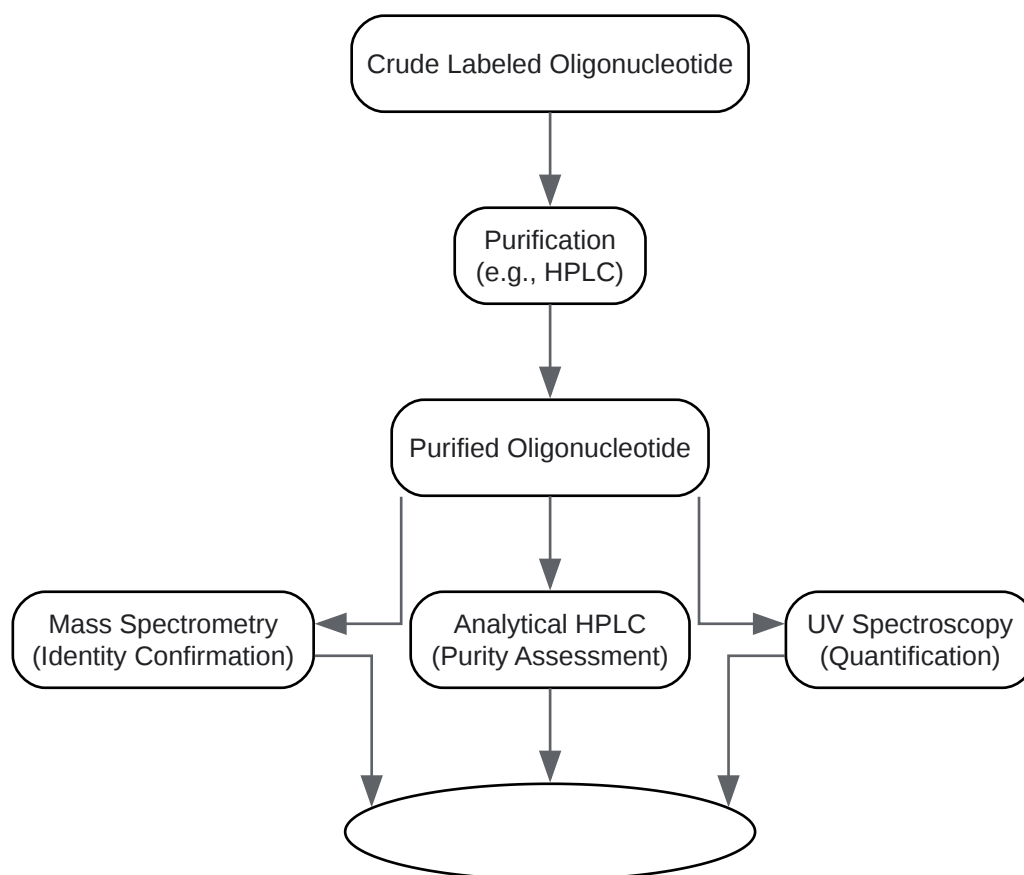 Crude Labeled Oligonucleotide
Purification
(e.g., HPLC)
Purified Oligonucleotide
Mass Spectrometry
(Identity Confirmation)
Analytical HPLC
(Purity Assessment)
UV Spectroscopy
(Quantification)